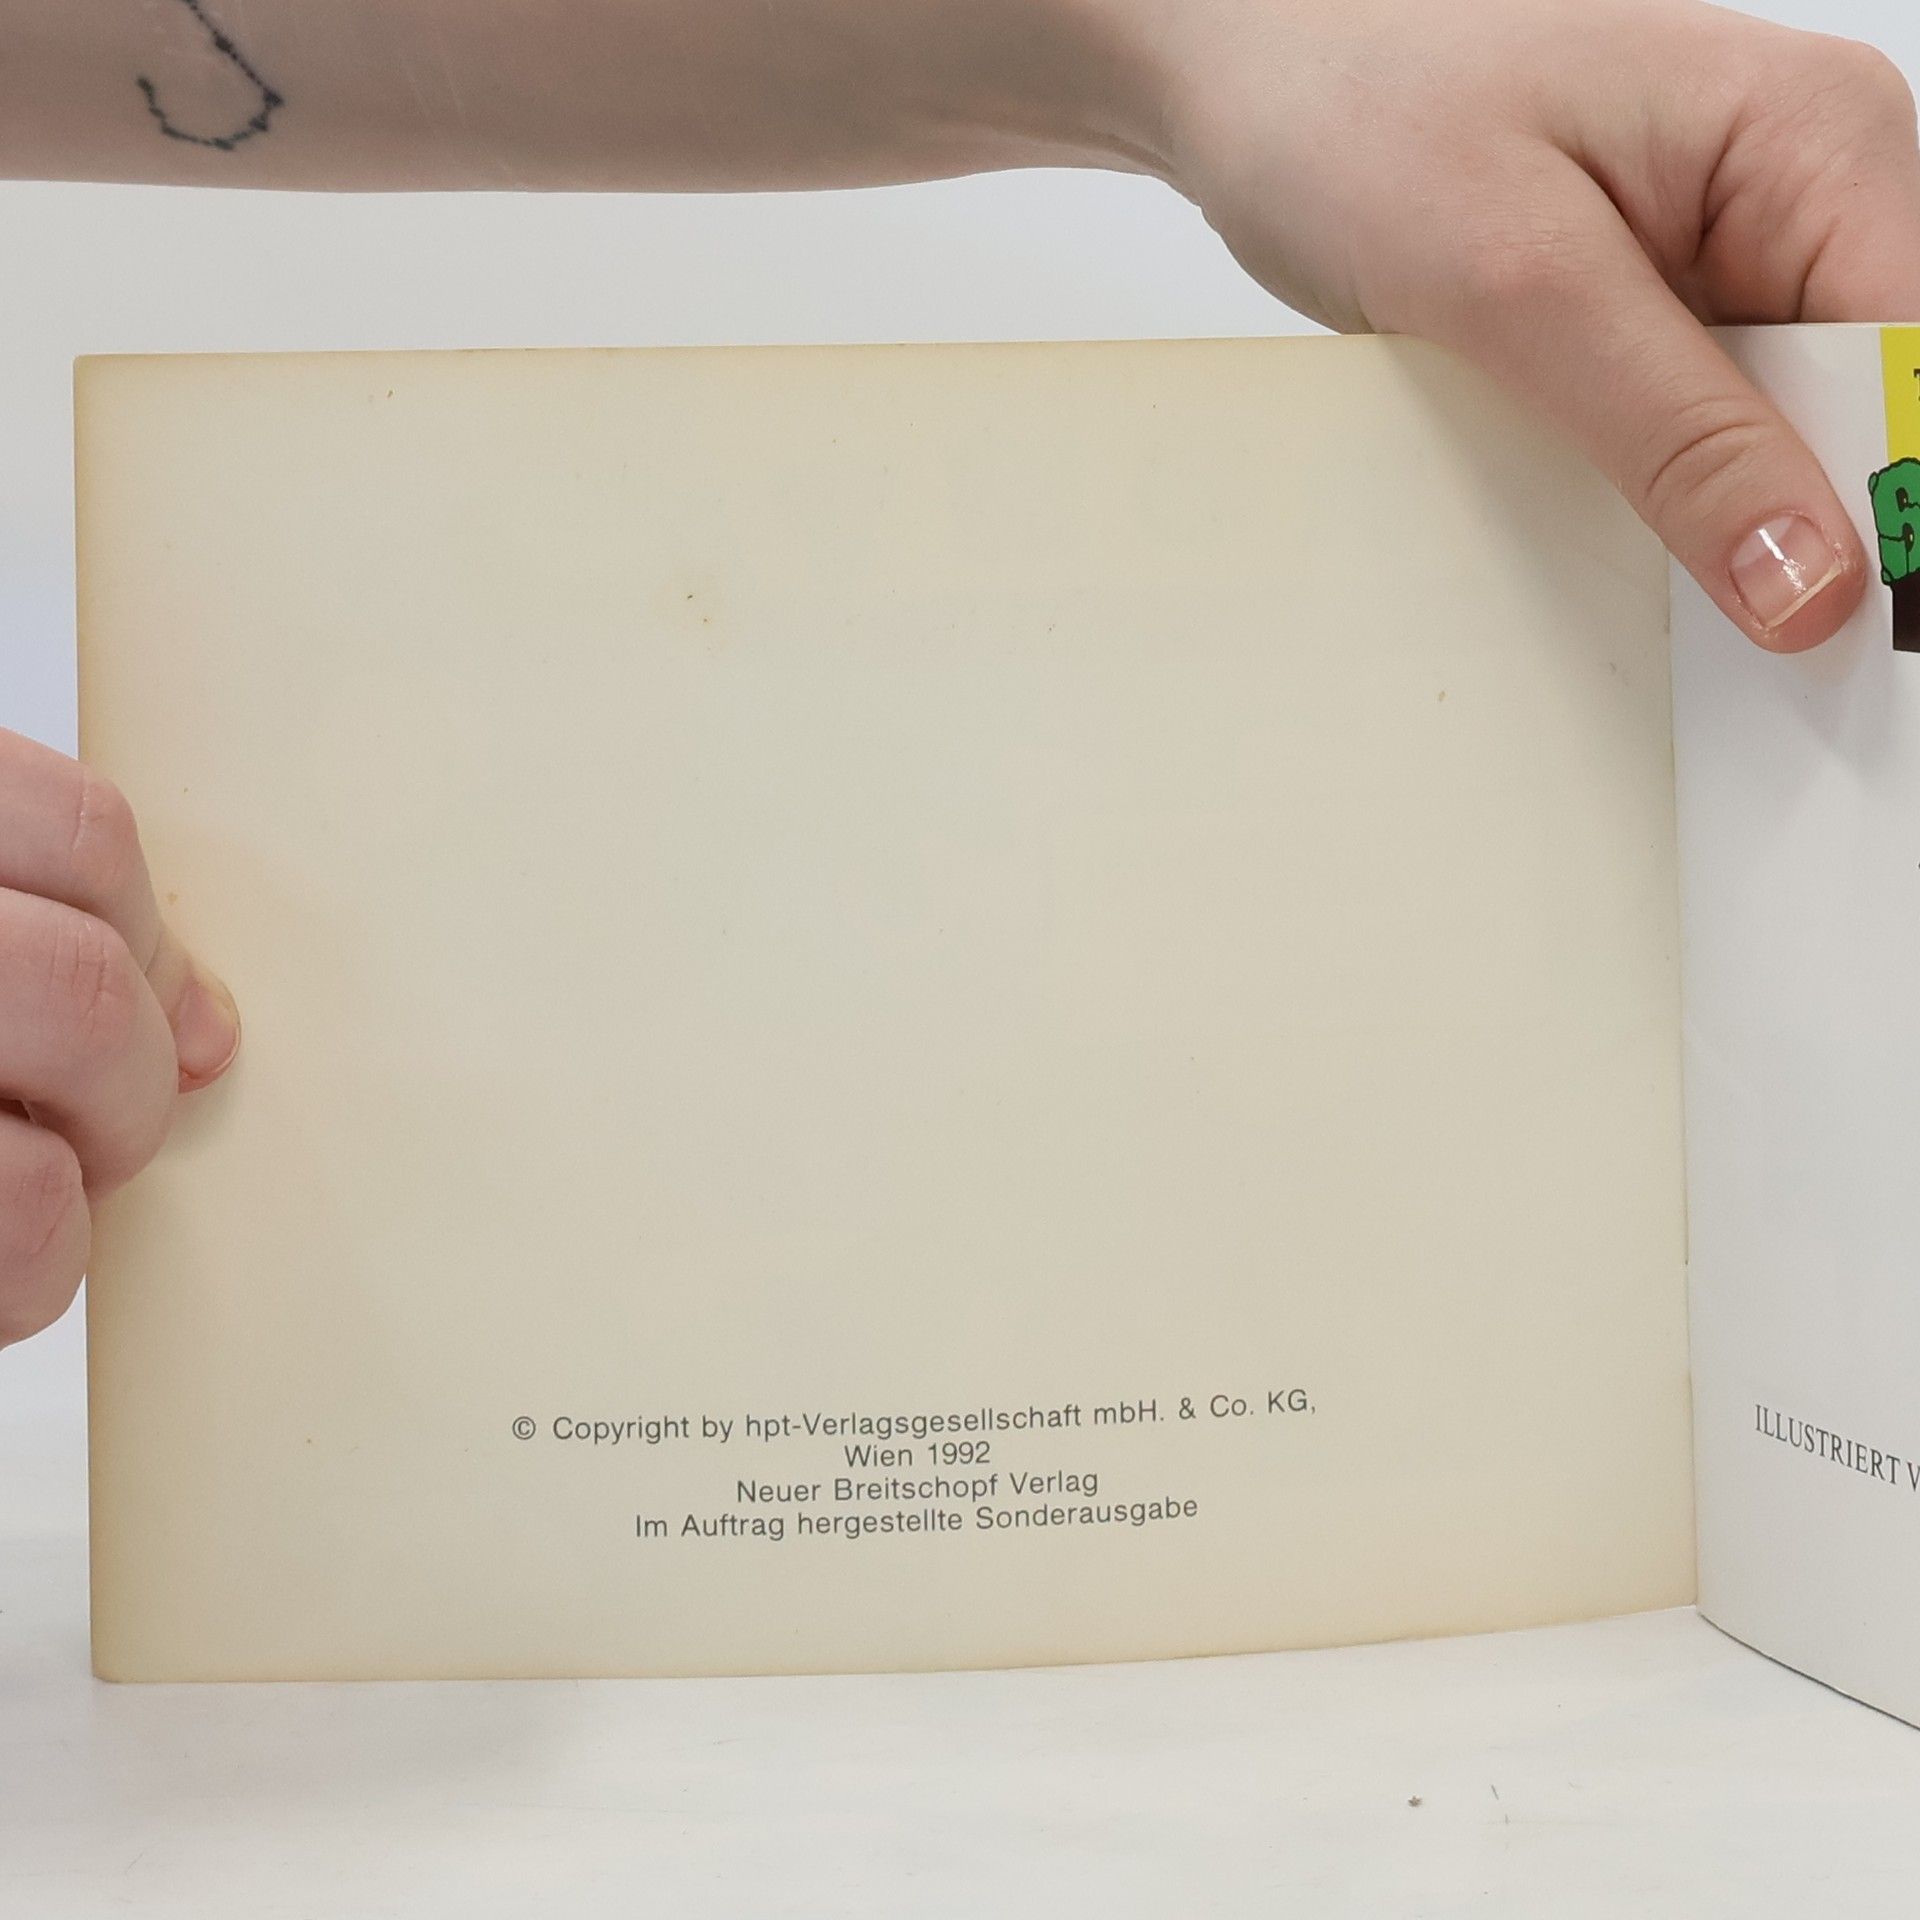 © Copyright by hpt-Verlagsgesellschaft mbH. & Co. KG,
Wien 1992
Neuer Breitschopf Verlag
Im Auftrag hergestellte Sonderausgabe
ILLUSTRIERT